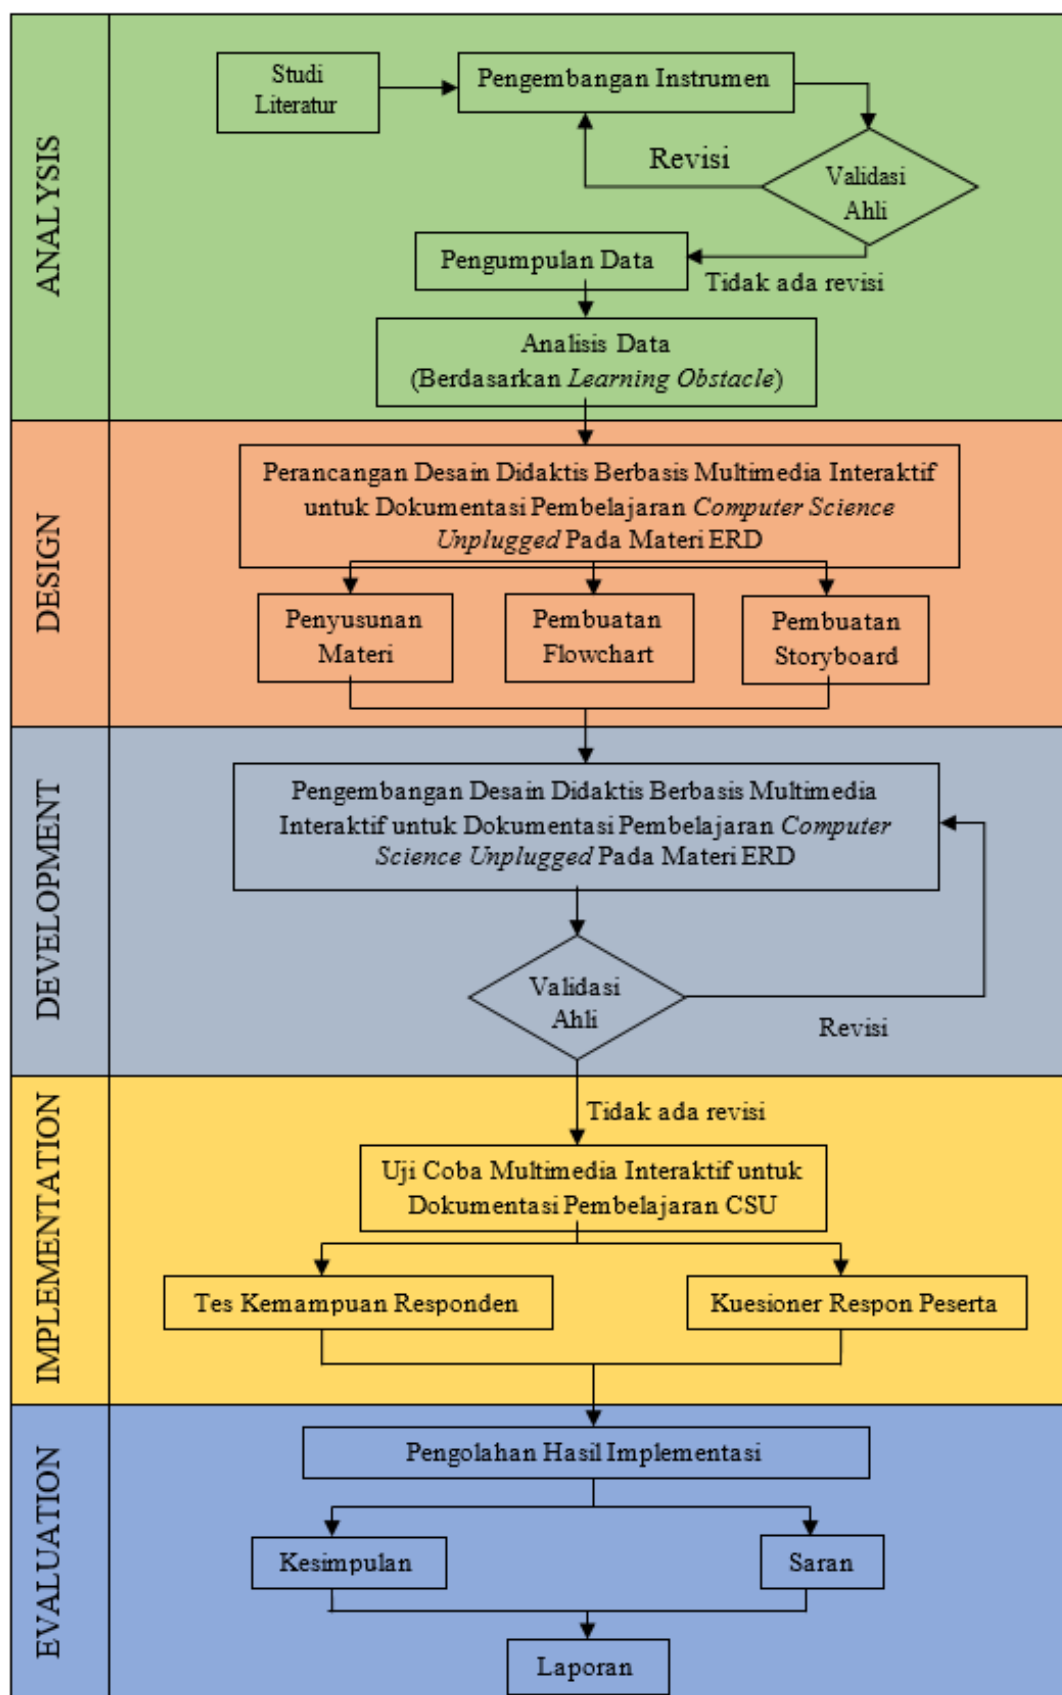 ANALYSIS
Studi
Literatur
Pengembangan Instrumen
Revisi
Validasi
Ahli
Pengumpulan Data
Tidak ada revisi
Analisis Data
(Berdasarkan Learning Obstacle)
DESIGN
Perancangan Desain Didaktis Berbasis Multimedia Interaktif
untuk Dokumentasi Pembelajaran Computer Science
Unplugged Pada Materi ERD
Penyusunan
Materi
Pembuatan
Flowchart
Pembuatan
Storyboard
DEVELOPMENT
Pengembangan Desain Didaktis Berbasis Multimedia
Interaktif untuk Dokumentasi Pembelajaran Computer
Science Unplugged Pada Materi ERD
Validasi
Ahli
Revisi
IMPLEMENTATION
Tidak ada revisi
Uji Coba Multimedia Interaktif untuk
Dokumentasi Pembelajaran CSU
Tes Kemampuan Responden
Kuesioner Respon Peserta
EVALUATION
Pengolahan Hasil Implementasi
Kesimpulan
Saran
Laporan